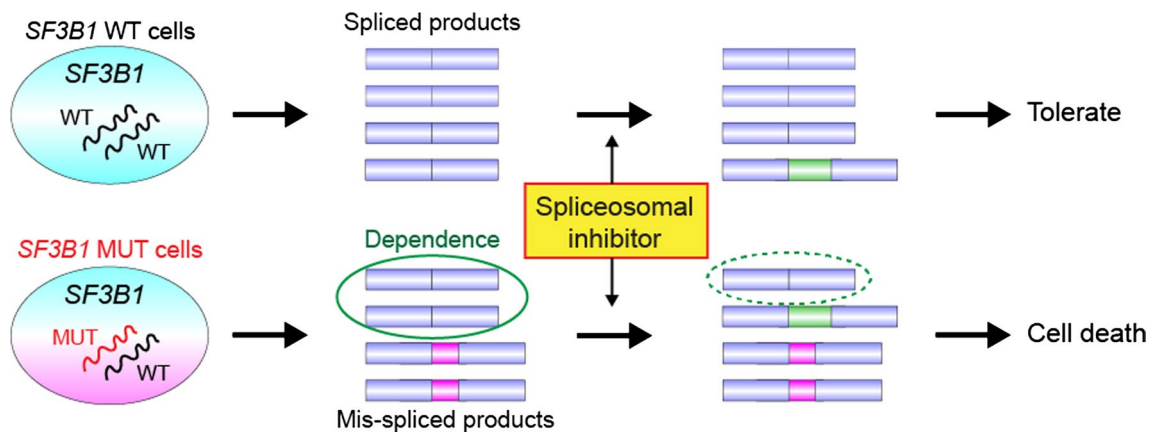 SF3B1 WT cells
SF3B1
WT
WT
Spliced products
Tolerate
Spliceosomal
inhibitor
SF3B1 MUT cells
SF3B1
MUT
WT
Dependence
Mis-spliced products
Cell death